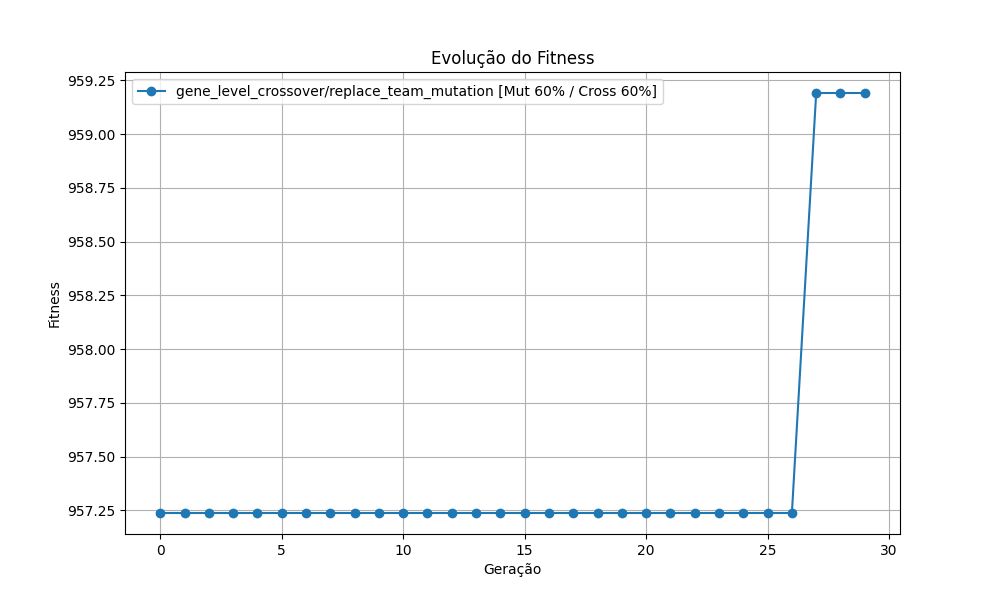 Evolução do Fitness
gene_level_crossover/replace_team_mutation [Mut 60% / Cross 60%]
Fitness
959.25
959.00
958.75
958.50
958.25
958.00
957.75
957.50
957.25
0 5 10 15 20 25 30
Geração